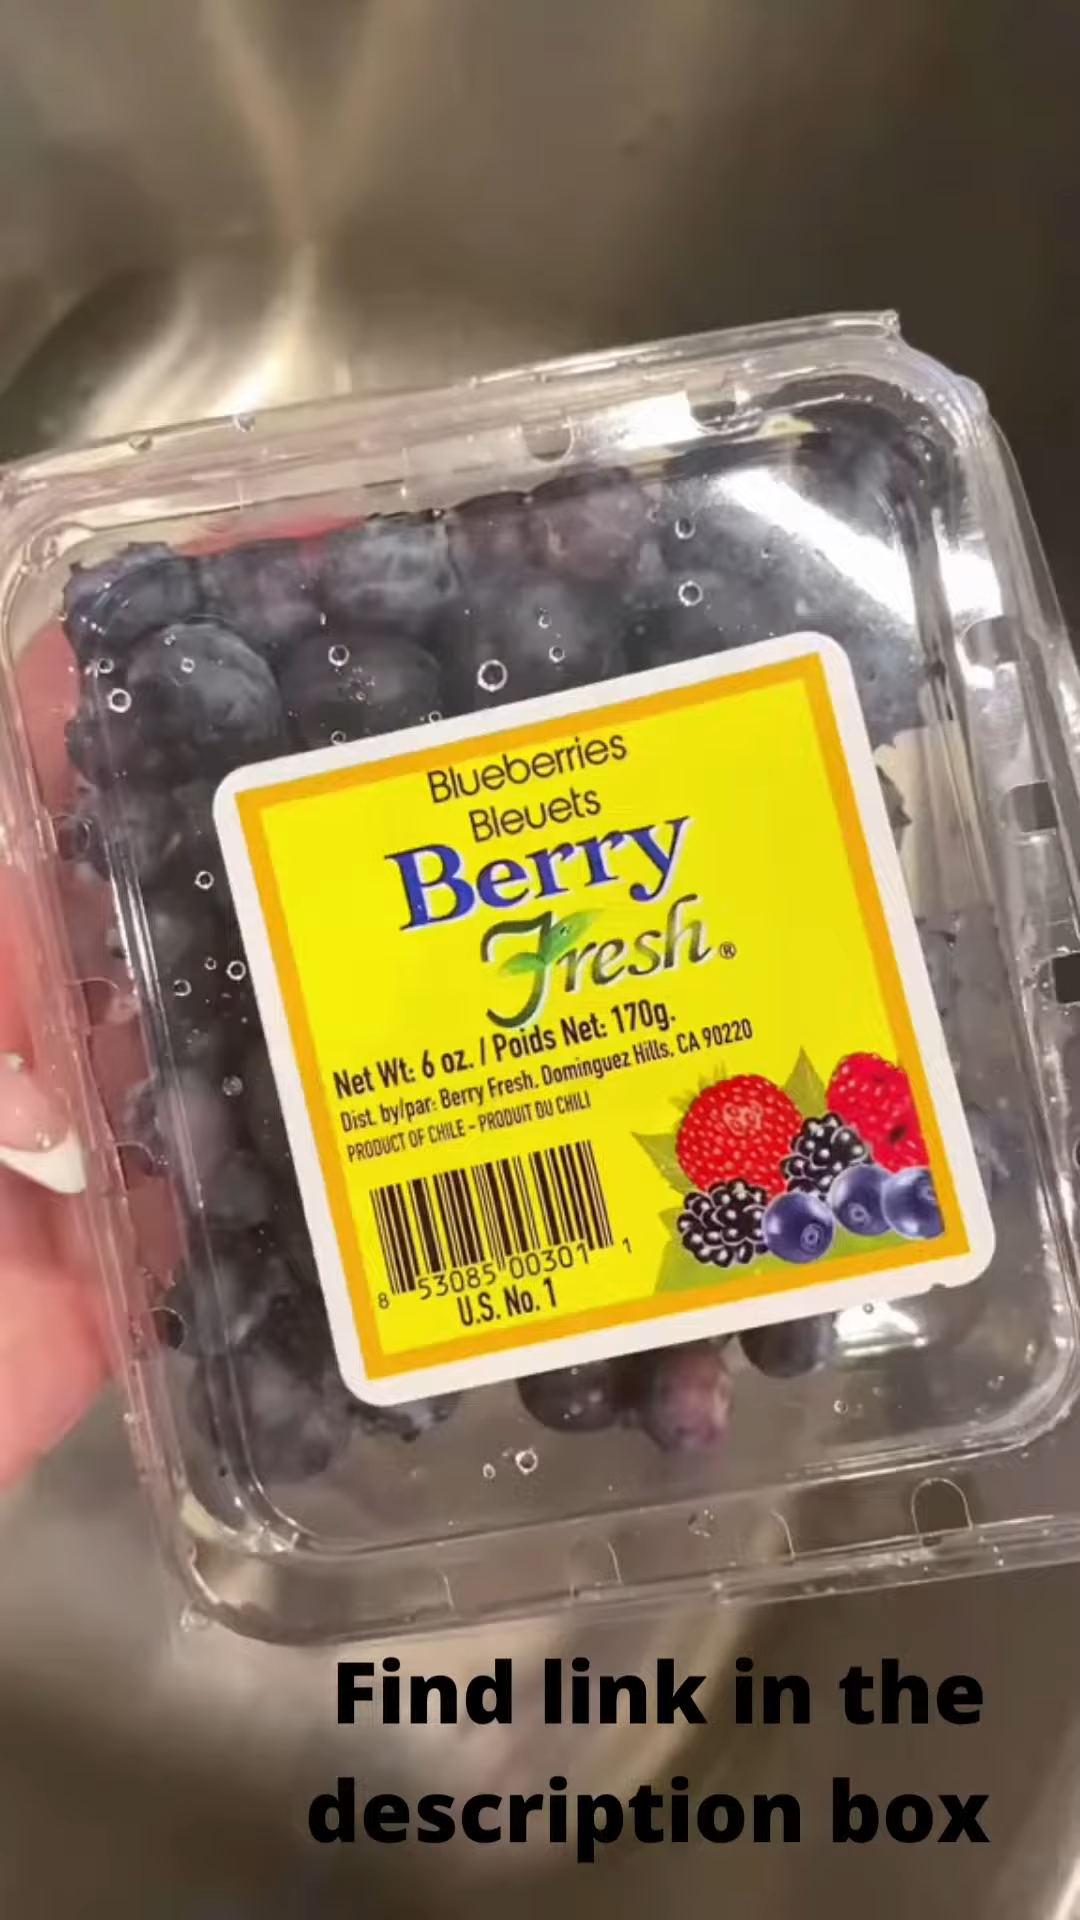 Blueberries
Bleuets
Berry
Fresh®
Net Wt: 6 oz. / Poids Net: 170g.
Dist. by/par: Berry Fresh, Dominguez Hills, CA 90220
PRODUCT OF CHILE - PRODUIT DU CHILI
8 53085 00301 1
U.S. No. 1
Find link in the
description box